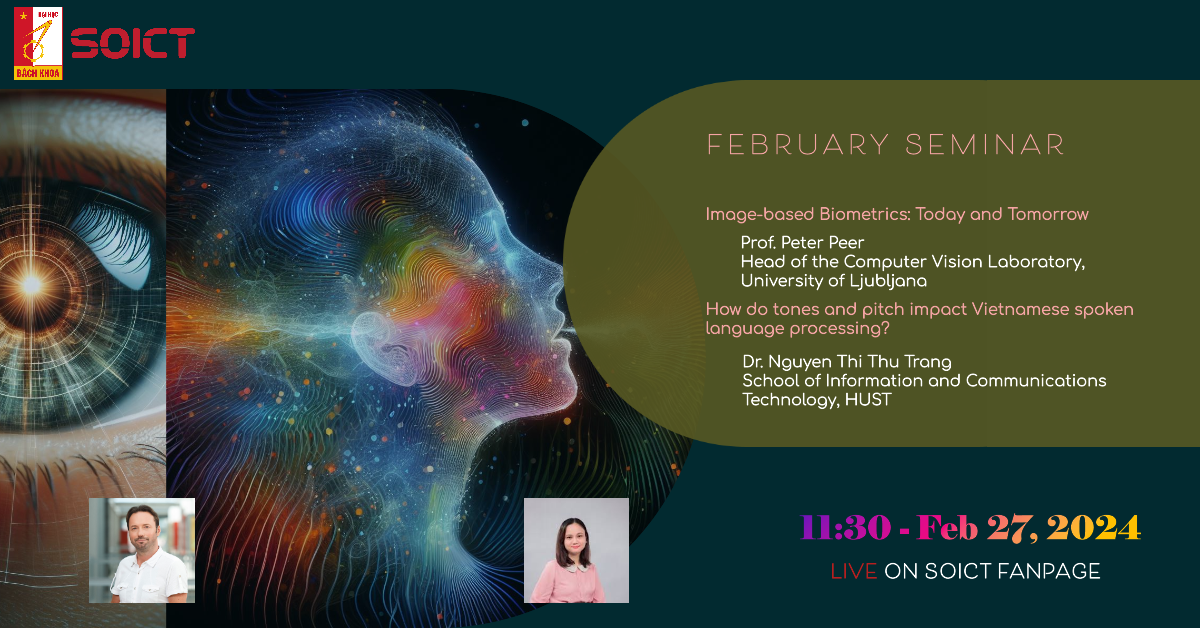 ĐẠI HỌC
BÁCH KHOA
SOICT
FEBRUARY SEMINAR
Image-based Biometrics: Today and Tomorrow
Prof. Peter Peer
Head of the Computer Vision Laboratory,
University of Ljubljana
How do tones and pitch impact Vietnamese spoken
language processing?
Dr. Nguyen Thi Thu Trang
School of Information and Communications
Technology, HUST
11:30 - Feb 27, 2024
LIVE ON SOICT FANPAGE